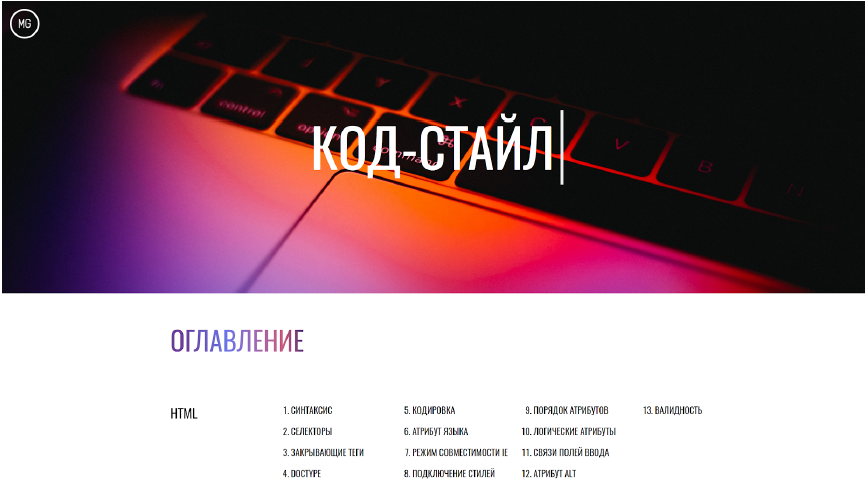 MG
КОД-СТАЙЛ
control
option
command
X
C
V
B
N
ОГЛАВЛЕНИЕ
HTML
1. СИНТАКСИС
2. СЕЛЕКТОРЫ
3. ЗАКРЫВАЮЩИЕ ТЕГИ
4. DOCTYPE
5. КОДИРОВКА
6. АТРИБУТ ЯЗЫКА
7. РЕЖИМ СОВМЕСТИМОСТИ IE
8. ПОДКЛЮЧЕНИЕ СТИЛЕЙ
9. ПОРЯДОК АТРИБУТОВ
10. ЛОГИЧЕСКИЕ АТРИБУТЫ
11. СВЯЗИ ПОЛЕЙ ВВОДА
12. АТРИБУТ ALT
13. ВАЛИДНОСТЬ